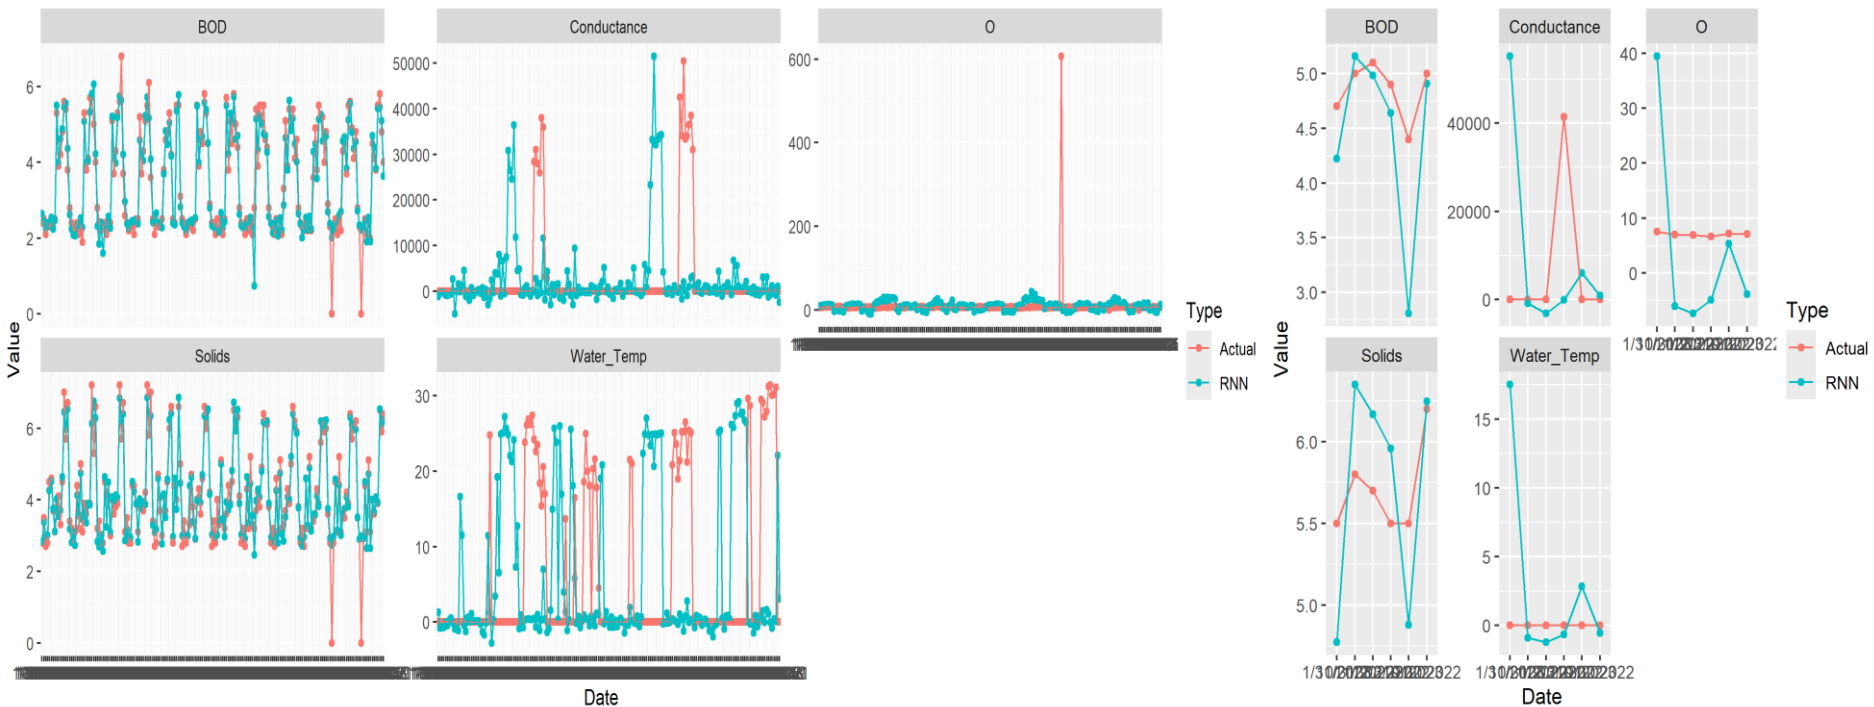 BOD
Conductance
O
BOD
Conductance
O
6
4
2
0
50000
40000
30000
20000
10000
0
600
400
200
0
5.0
4.5
4.0
3.5
3.0
40000
20000
0
40
30
20
10
0
Type
Actual
RNN
Type
Actual
RNN
Value
Value
Solids
Water_Temp
Solids
Water_Temp
6
4
2
0
30
20
10
0
6.0
5.5
5.0
15
10
5
0
Date
Date